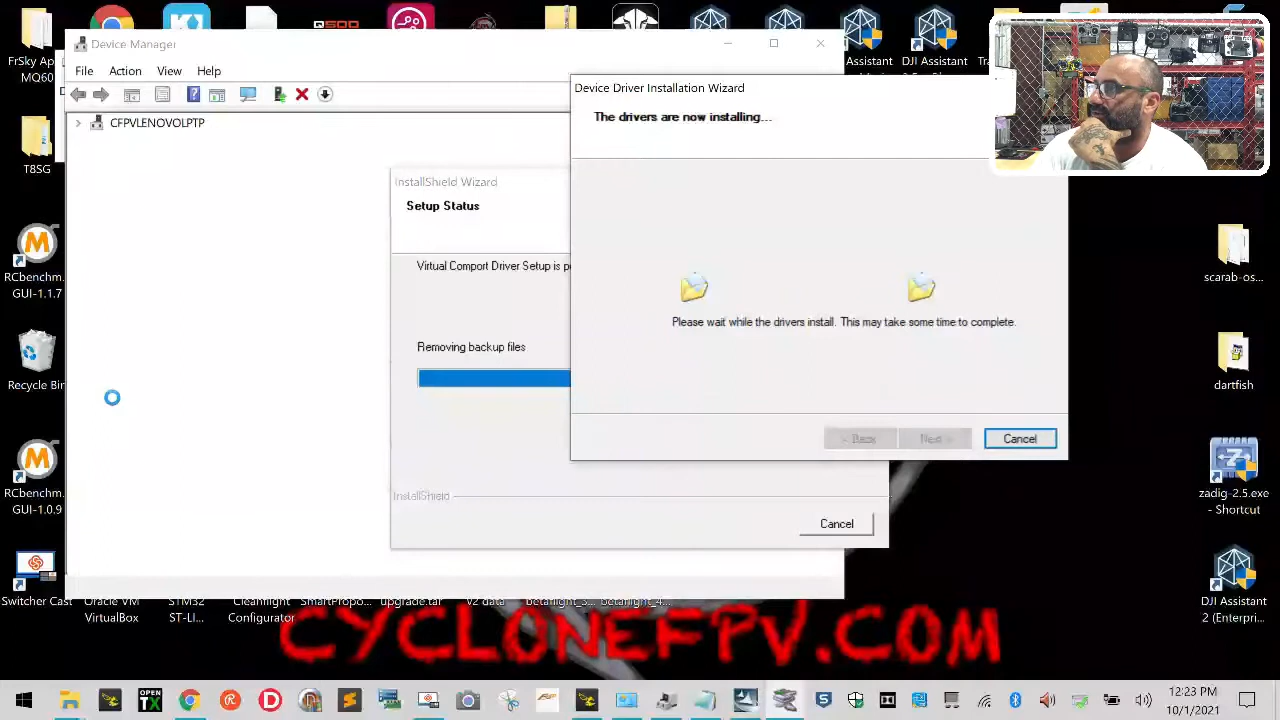 Device Manager
File Action View Help
CFPVLENOVOLPTP
Device Driver Installation Wizard
The drivers are now installing...
Please wait while the drivers install. This may take some time to complete.
< Back Next > Cancel
InstallShield Wizard
Setup Status
Virtual Comport Driver Setup is
Removing backup files
InstallShield
Cancel
FrSky
MQ60
T8SG
RCbenchm...
GUI-1.1.7
Recycle Bin
RCbenchm...
GUI-1.0.9
Switcher Cast
Oracle VM
VirtualBox
STM32
ST-LI...
Cleanflight
Configurator
SmartPropo...
upgrade.tar
v2 data
Q500
Assistant
DJI Assistant
scarab-os...
dartfish
zadig-2.5.exe
- Shortcut
DJI Assistant
2 (Enterpri...
CYCLONEFPV.COM
OPEN
TX
12:23 PM
10/1/2021